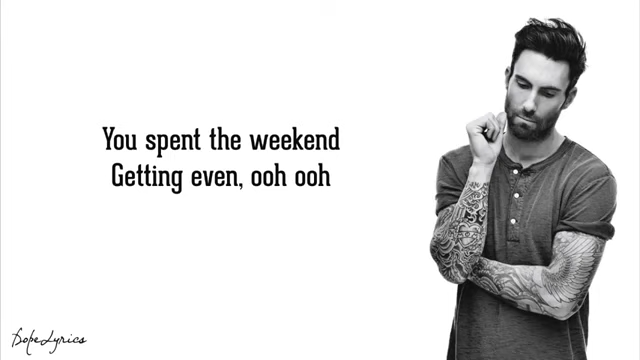 You spent the weekend
Getting even, ooh ooh
DopeLyrics